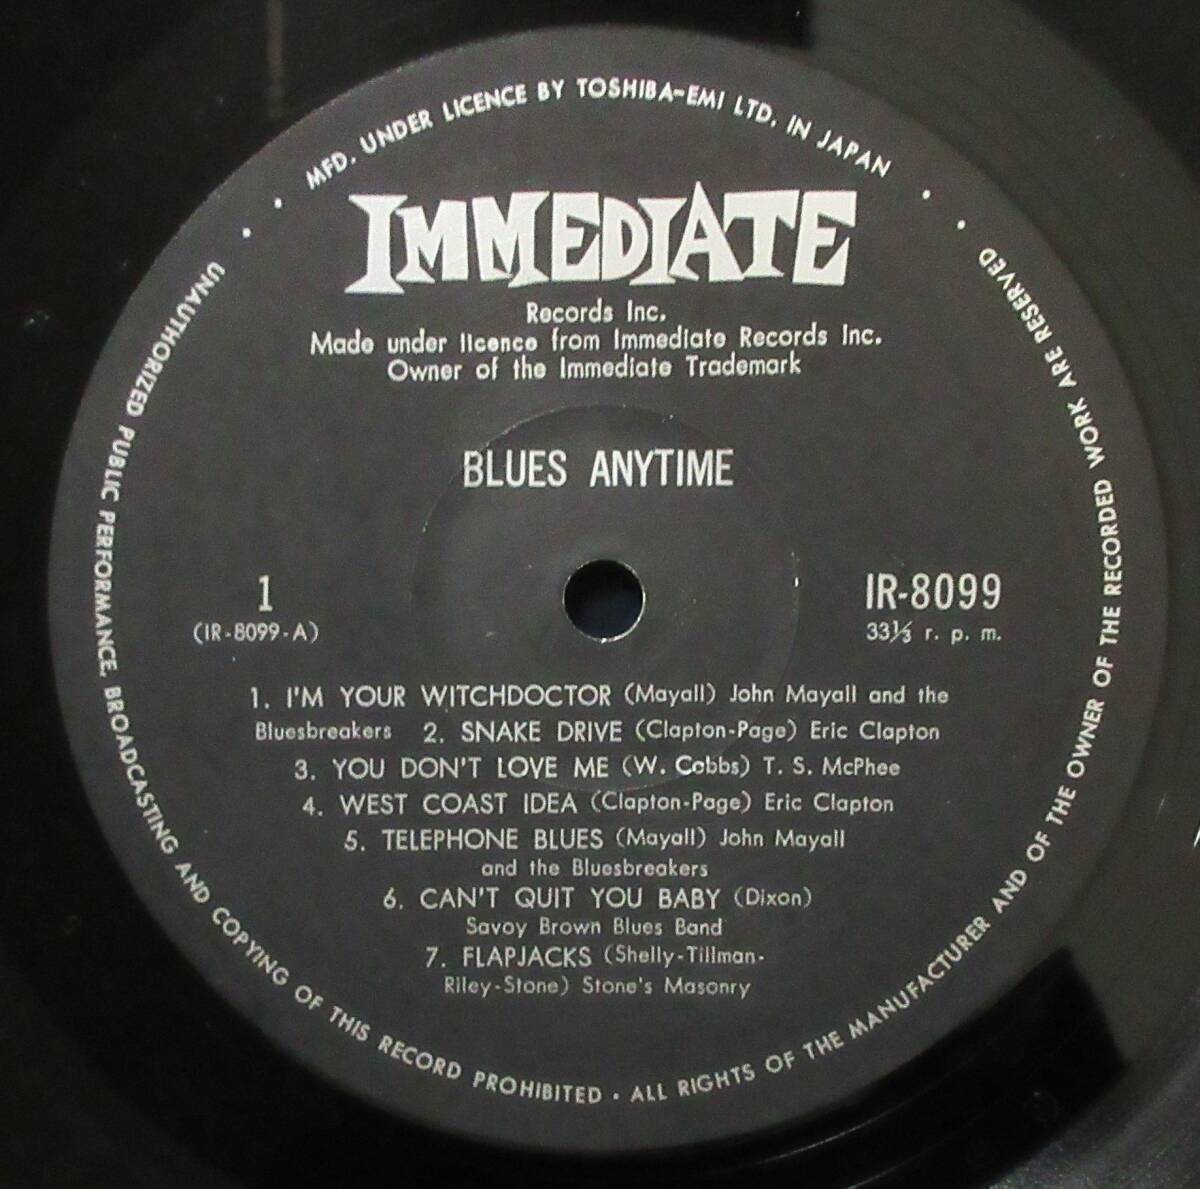 MFD. UNDER LICENCE BY TOSHIBA-EMI LTD. IN JAPAN
IMMEDIATE
Records Inc.
Made under licence from Immediate Records Inc.
Owner of the Immediate Trademark
BLUES ANYTIME
1
(IR-8099-A)
IR-8099
33⅓ r. p. m.
1. I'M YOUR WITCHDOCTOR (Mayall) John Mayall and the
Bluesbreakers 2. SNAKE DRIVE (Clapton-Page) Eric Clapton
3. YOU DON'T LOVE ME (W. Cobbs) T. S. McPhee
4. WEST COAST IDEA (Clapton-Page) Eric Clapton
5. TELEPHONE BLUES (Mayall) John Mayall
and the Bluesbreakers
6. CAN'T QUIT YOU BABY (Dixon)
Savoy Brown Blues Band
7. FLAPJACKS (Shelly-Tillman-
Riley-Stone) Stone's Masonry
UNAUTHORIZED PUBLIC PERFORMANCE, BROADCASTING AND COPYING OF THIS RECORD PROHIBITED · ALL RIGHTS OF THE MANUFACTURER AND OF THE OWNER OF THE RECORDED WORK ARE RESERVED